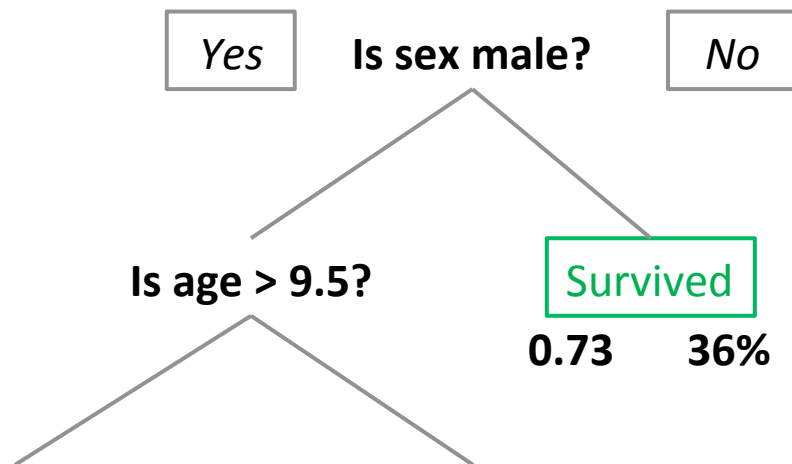 Yes
Is sex male?
No
Is age > 9.5?
Survived
0.73 36%